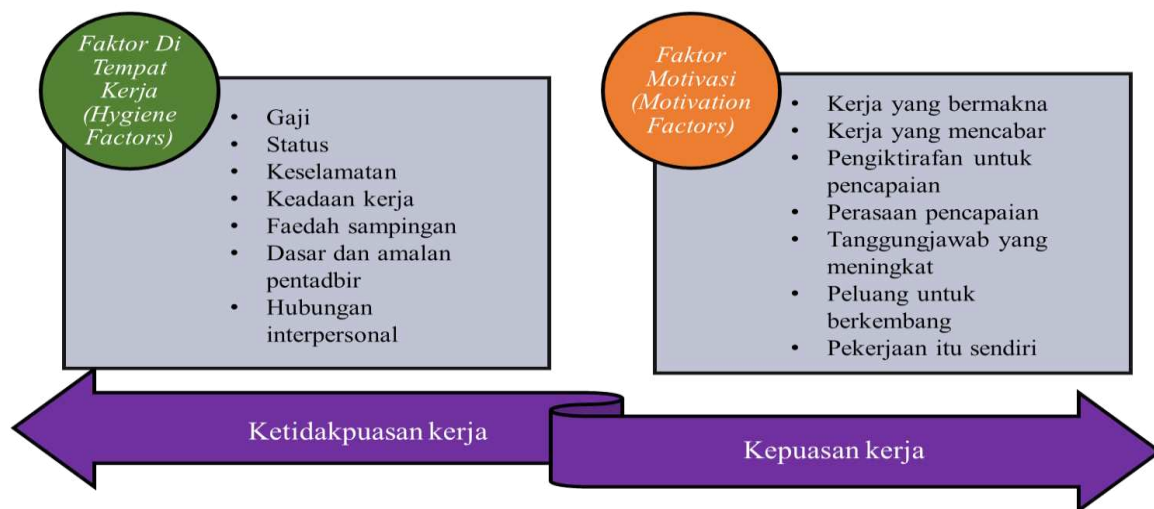 Faktor Di
Tempat
Kerja
(Hygiene
Factors)
• Gaji
• Status
• Keselamatan
• Keadaan kerja
• Faedah sampingan
• Dasar dan amalan
pentadbir
• Hubungan
interpersonal
Faktor
Motivasi
(Motivation
Factors)
• Kerja yang bermakna
• Kerja yang mencabar
• Pengiktirafan untuk
pencapaian
• Perasaan pencapaian
• Tanggungjawab yang
meningkat
• Peluang untuk
berkembang
• Pekerjaan itu sendiri
Ketidakpuasan kerja
Kepuasan kerja